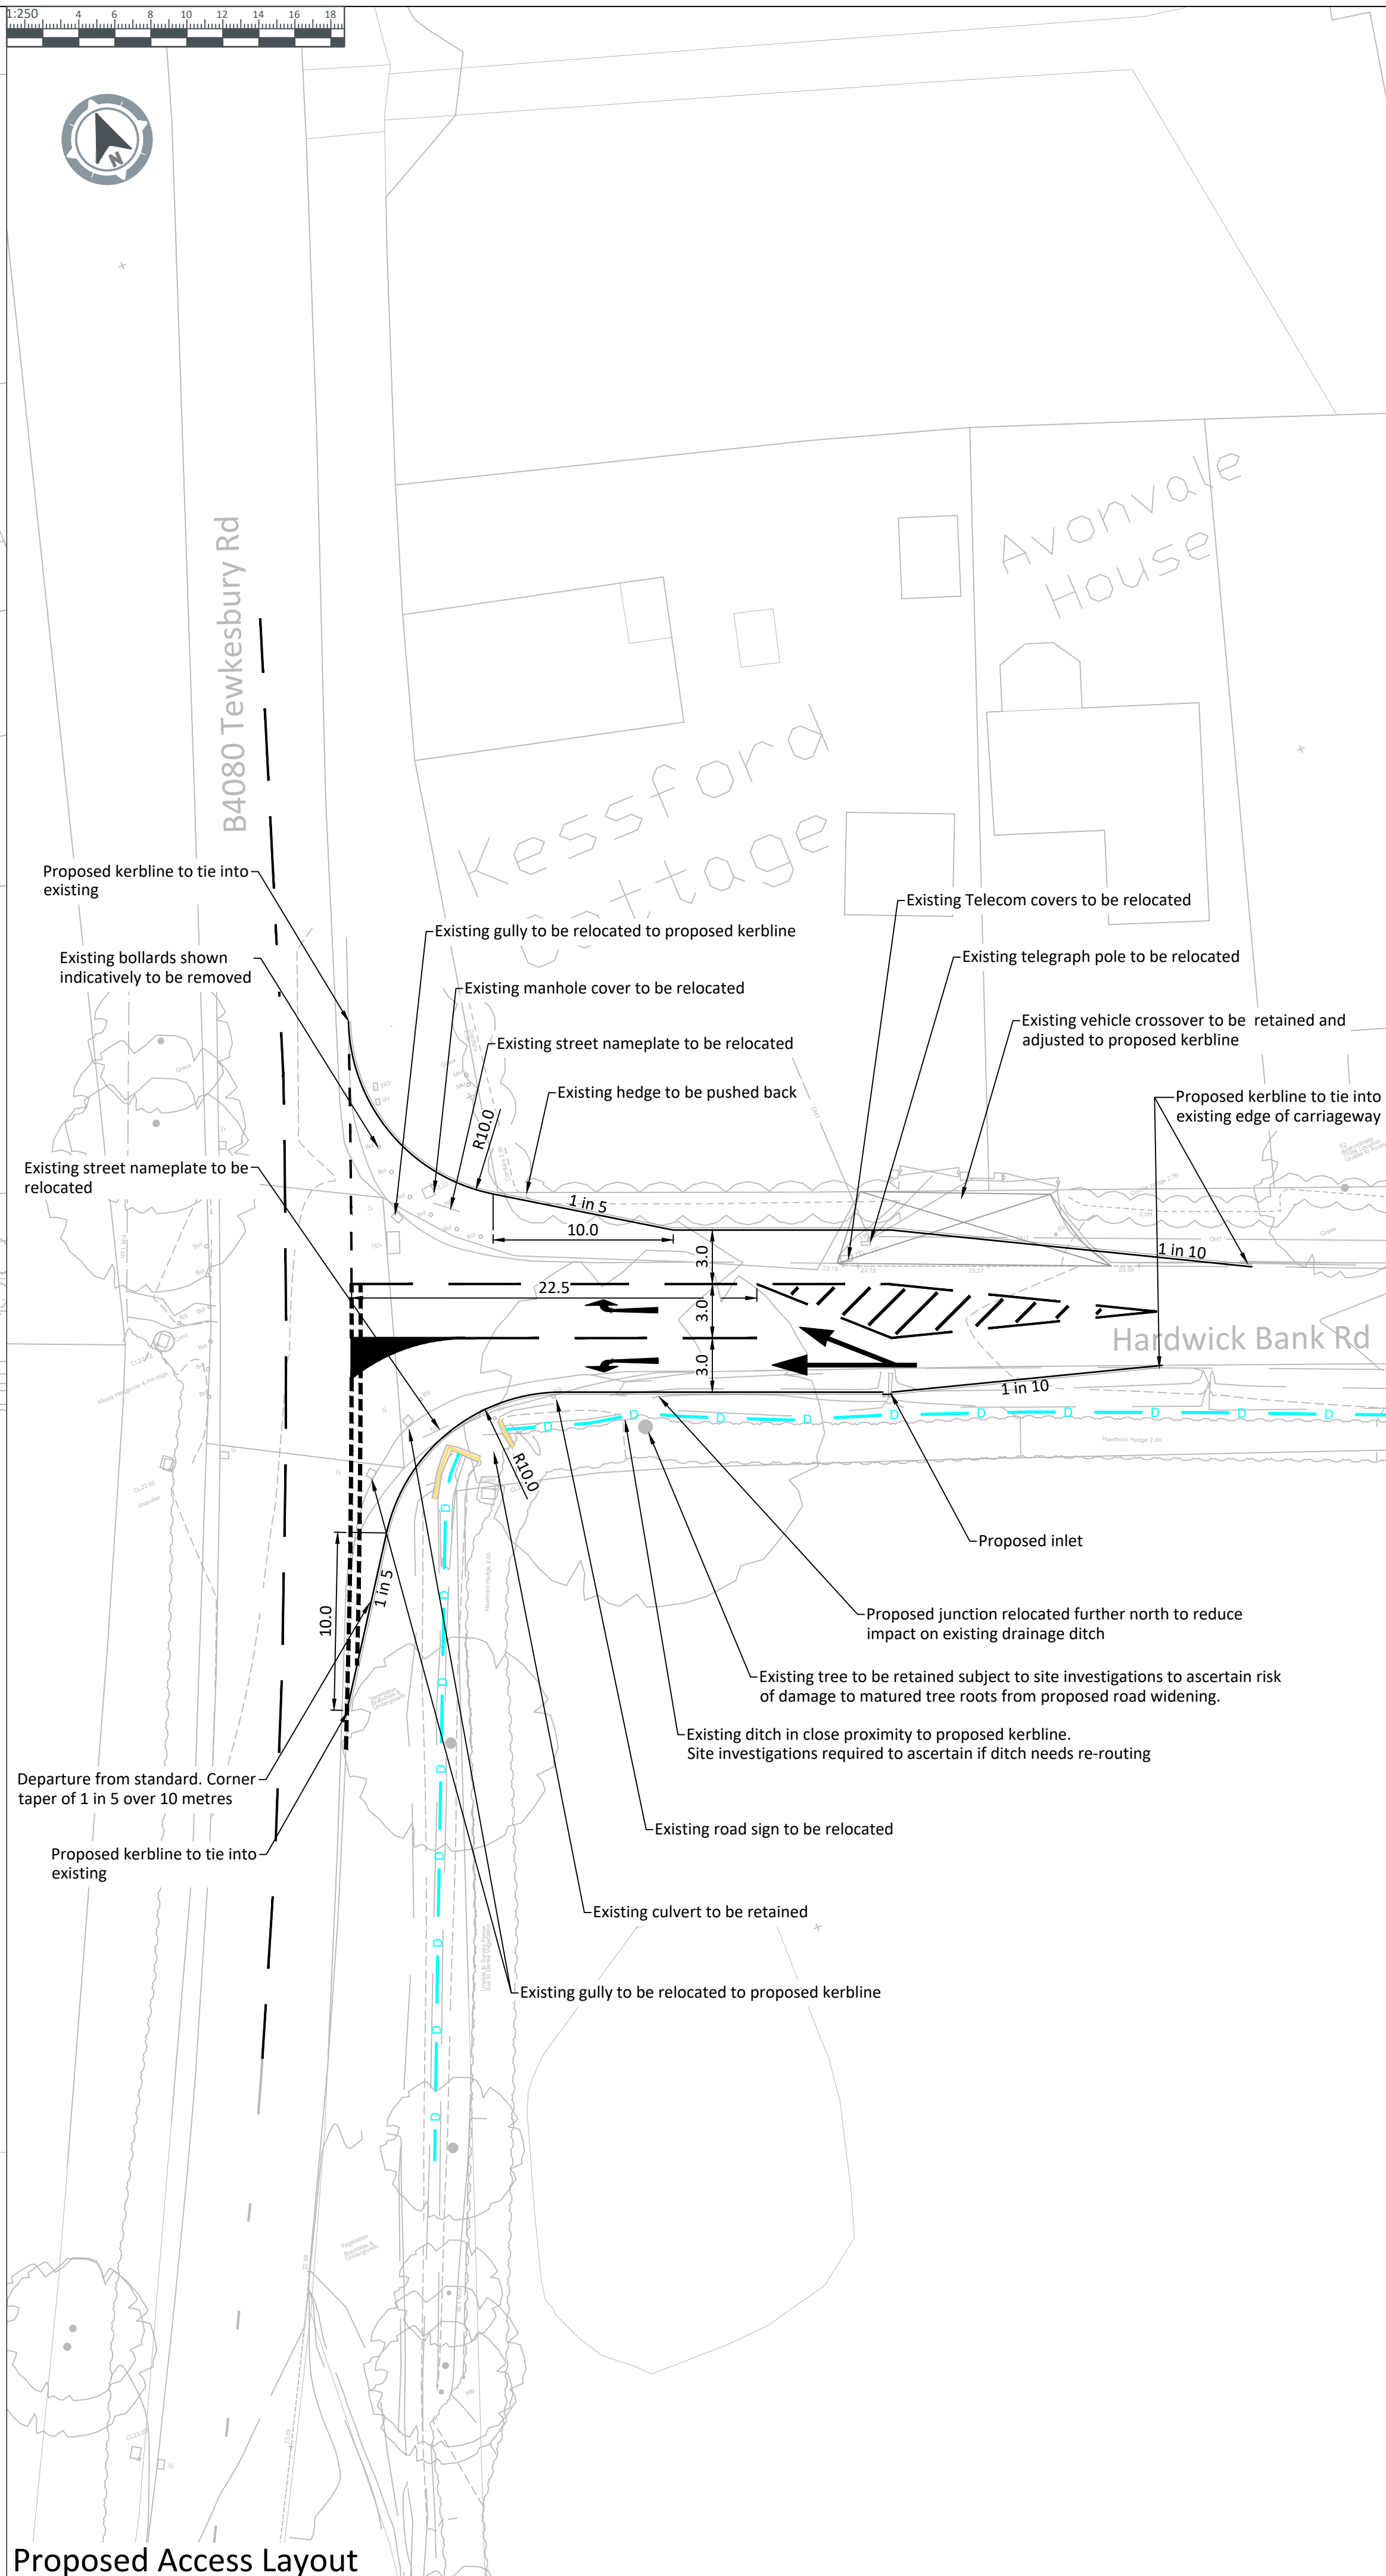 1:250
4 6 8 10 12 14 16 18
N
B4080 Tewkesbury Rd
Avonvale
House
Kessford
Proposed kerbline to tie into
existing
Existing bollards shown
indicatively to be removed
Existing gully to be relocated to proposed kerbline
Existing manhole cover to be relocated
Existing street nameplate to be relocated
Existing hedge to be pushed back
Existing Telecom covers to be relocated
Existing telegraph pole to be relocated
Existing vehicle crossover to be retained and
adjusted to proposed kerbline
Proposed kerbline to tie into
existing edge of carriageway
Existing street nameplate to be
relocated
R10.0
1 in 5
10.0
3.0
1 in 10
22.5
3.0
Hardwick Bank Rd
3.0
1 in 10
D D D D D D D D D D
R10.0
Proposed inlet
10.0
1 in 5
Hawthorn Hedge 2.0h
Mixed Hedgerow 4-7m High
Proposed junction relocated further north to reduce
impact on existing drainage ditch
Existing tree to be retained subject to site investigations to ascertain risk
of damage to matured tree roots from proposed road widening.
Existing ditch in close proximity to proposed kerbline.
Site investigations required to ascertain if ditch needs re-routing
Departure from standard. Corner
taper of 1 in 5 over 10 metres
Existing road sign to be relocated
Proposed kerbline to tie into
existing
Existing culvert to be retained
Existing gully to be relocated to proposed kerbline
D
D
D
D
D
D
D
D
Proposed Access Layout